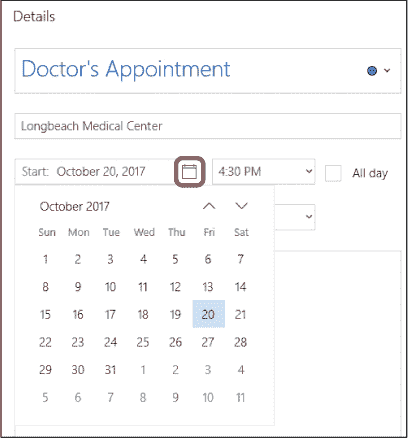 Details
Doctor's Appointment
Longbeach Medical Center
Start: October 20, 2017 4:30 PM All day
October 2017
Sun Mon Tue Wed Thu Fri Sat
1 2 3 4 5 6 7
8 9 10 11 12 13 14
15 16 17 18 19 20 21
22 23 24 25 26 27 28
29 30 31 1 2 3 4
5 6 7 8 9 10 11